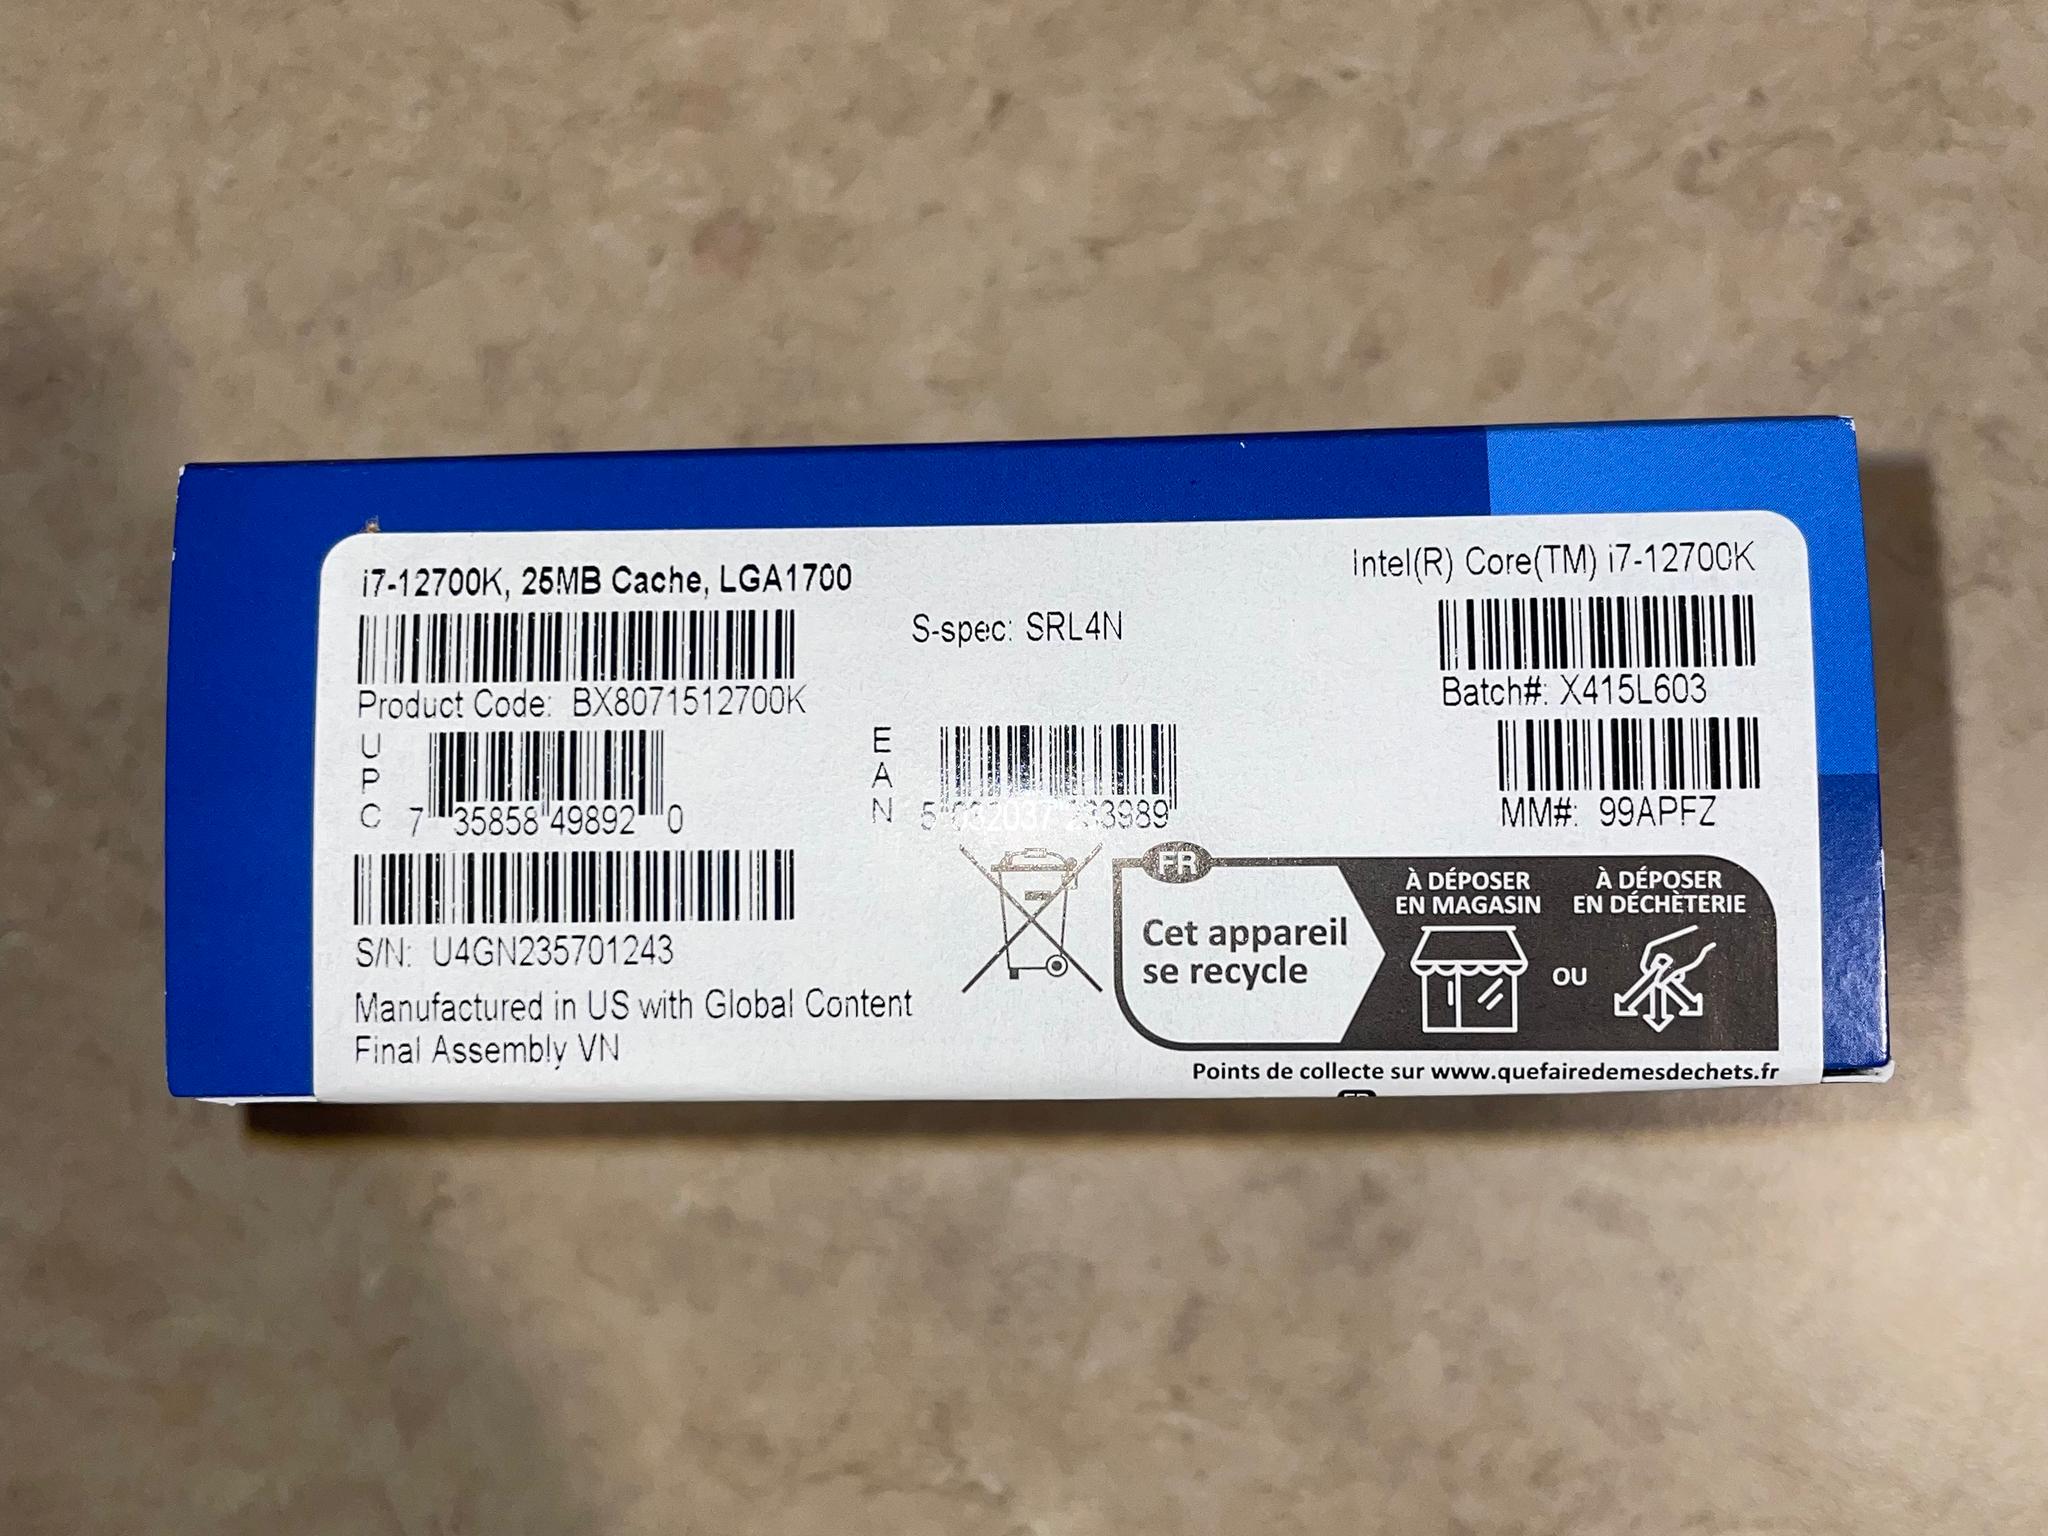 i7-12700K, 25MB Cache, LGA1700
Intel(R) Core(TM) i7-12700K
S-spec: SRL4N
Product Code: BX8071512700K
Batch#: X415L603
UPC
7 35858 49892 0
EAN
MM#: 99APFZ
S/N: U4GN235701243
Manufactured in US with Global Content
Final Assembly VN
FR
Cet appareil
se recycle
À DÉPOSER
EN MAGASIN
OU
À DÉPOSER
EN DÉCHÈTERIE
Points de collecte sur www.quefairedemesdechets.fr